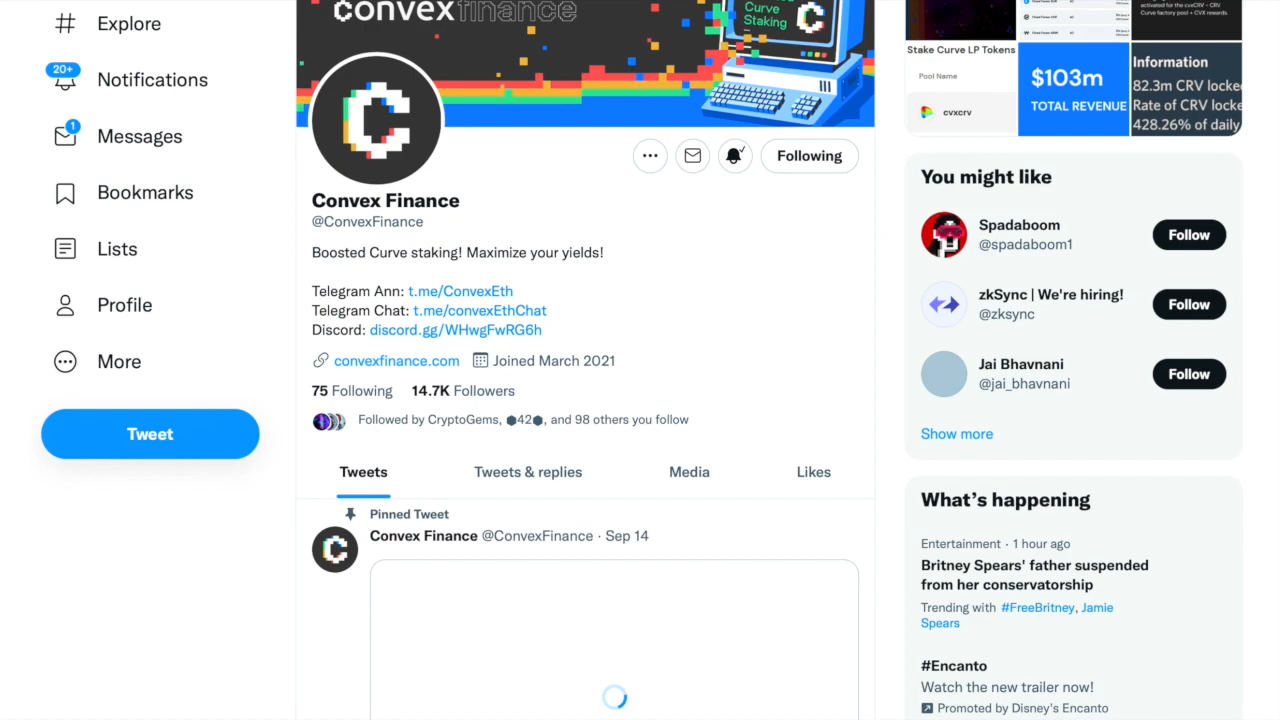 Explore
20+
Notifications
1
Messages
Bookmarks
Lists
Profile
More
Tweet
convexfinance
Curve
Staking
Following
Convex Finance
@ConvexFinance
Boosted Curve staking! Maximize your yields!
Telegram Ann: t.me/ConvexEth
Telegram Chat: t.me/convexEthChat
Discord: discord.gg/WHwgFwRG6h
convexfinance.com Joined March 2021
75 Following 14.7K Followers
Followed by CryptoGems, ⬢42⬢, and 98 others you follow
Tweets Tweets & replies Media Likes
Pinned Tweet
Convex Finance @ConvexFinance · Sep 14
Curve factory pool + CVX rewards.
Stake Curve LP Tokens
Pool Name
cvxcrv
$103m
TOTAL REVENUE
Information
82.3m CRV locke
Rate of CRV locke
428.26% of daily
You might like
Spadaboom
@spadaboom1
Follow
zkSync | We're hiring!
@zksync
Follow
Jai Bhavnani
@jai_bhavnani
Follow
Show more
What's happening
Entertainment · 1 hour ago
Britney Spears' father suspended
from her conservatorship
Trending with #FreeBritney, Jamie
Spears
#Encanto
Watch the new trailer now!
Promoted by Disney's Encanto